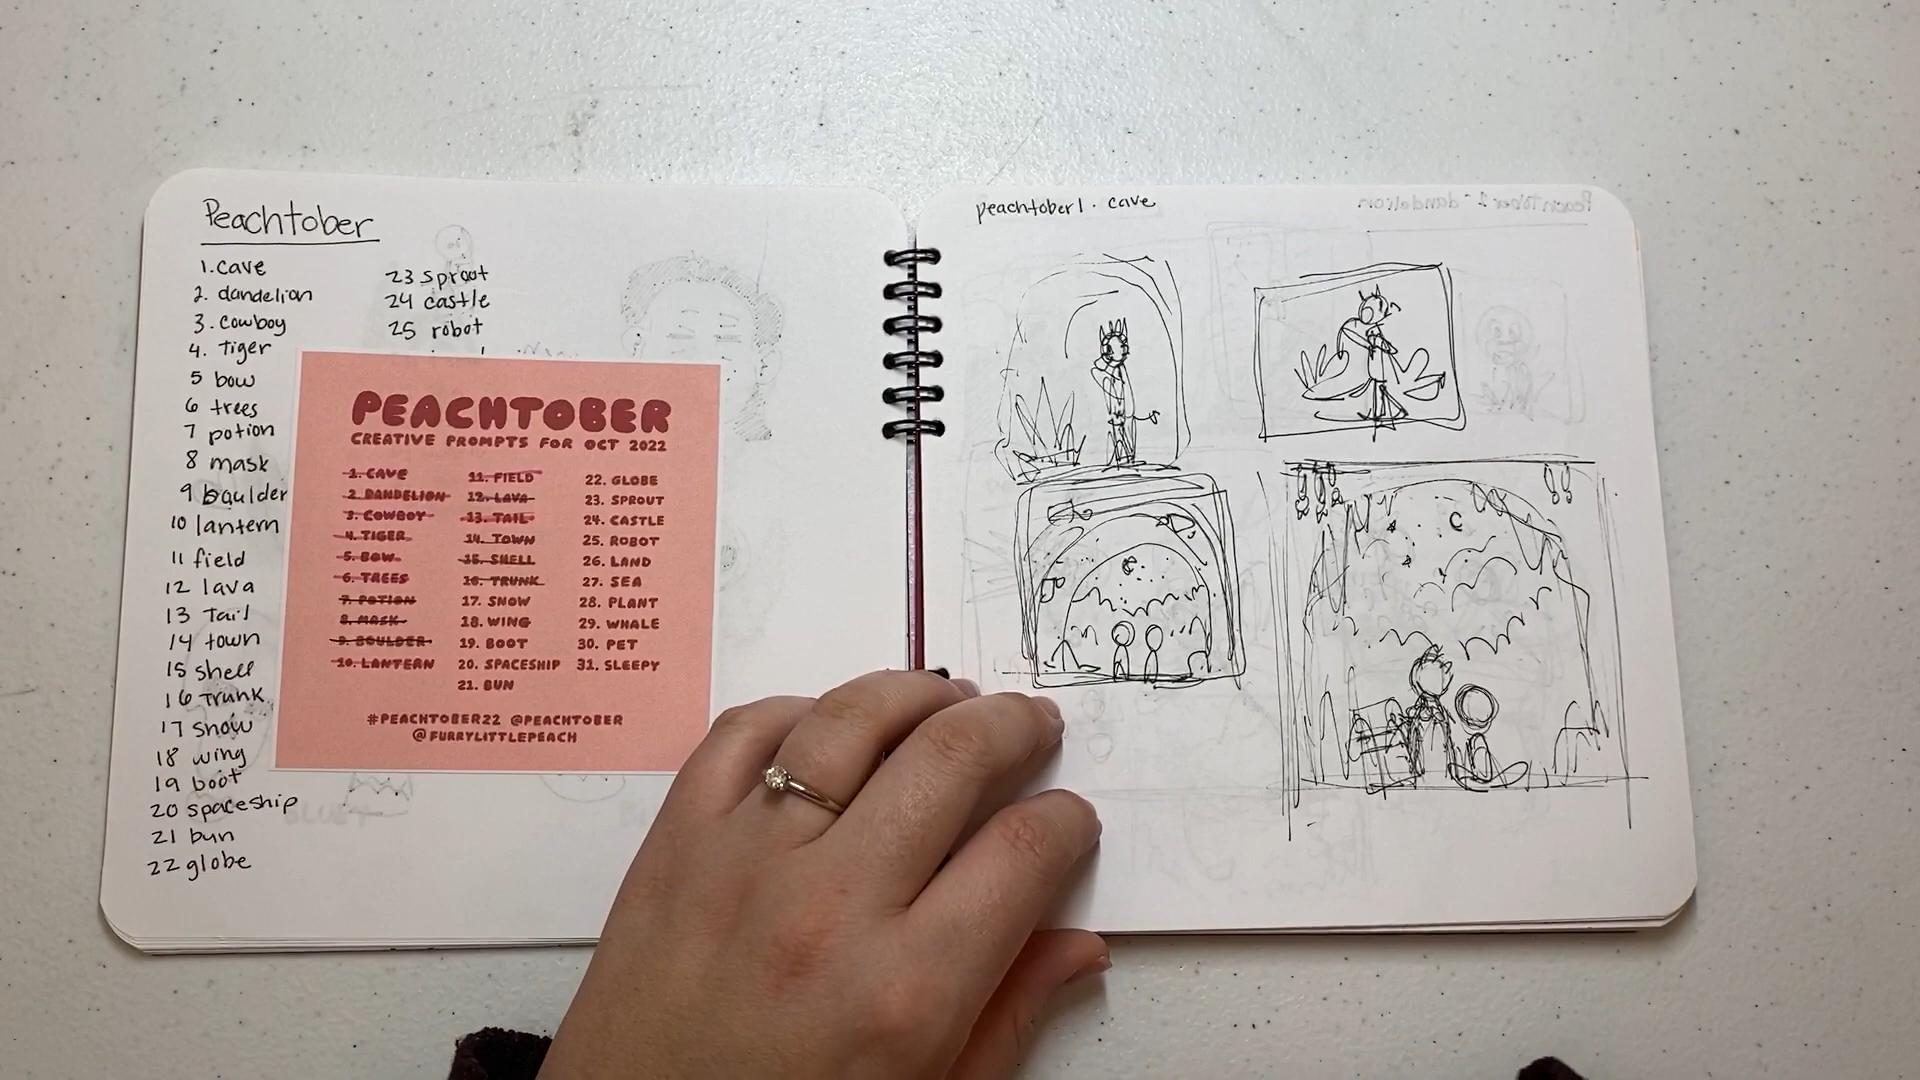 Peachtober
1. cave
2. dandelion
3. cowboy
4. tiger
5 bow
6 trees
7 potion
8 mask
9 boulder
10 lantern
11 field
12 lava
13 Tail
14 town
15 shell
16 Trunk
17 snow
18 wing
19 boot
20 spaceship
21 bun
22 globe
23 sprout
24 castle
25 robot
PEACHTOBER
CREATIVE PROMPTS FOR OCT 2022
1. CAVE
2. DANDELION
3. COWBOY
4. TIGER
5. BOW
6. TREES
7. POTION
8. MASK
9. BOULDER
10. LANTERN
11. FIELD
12. LAVA
13. TAIL
14. TOWN
15. SHELL
16. TRUNK
17. SNOW
18. WING
19. BOOT
20. SPACESHIP
21. BUN
22. GLOBE
23. SPROUT
24. CASTLE
25. ROBOT
26. LAND
27. SEA
28. PLANT
29. WHALE
30. PET
31. SLEEPY
#PEACHTOBER22 @PEACHTOBER
@FURRYLITTLEPEACH
peachtober 1. cave
Peachtober 2 - dandelion